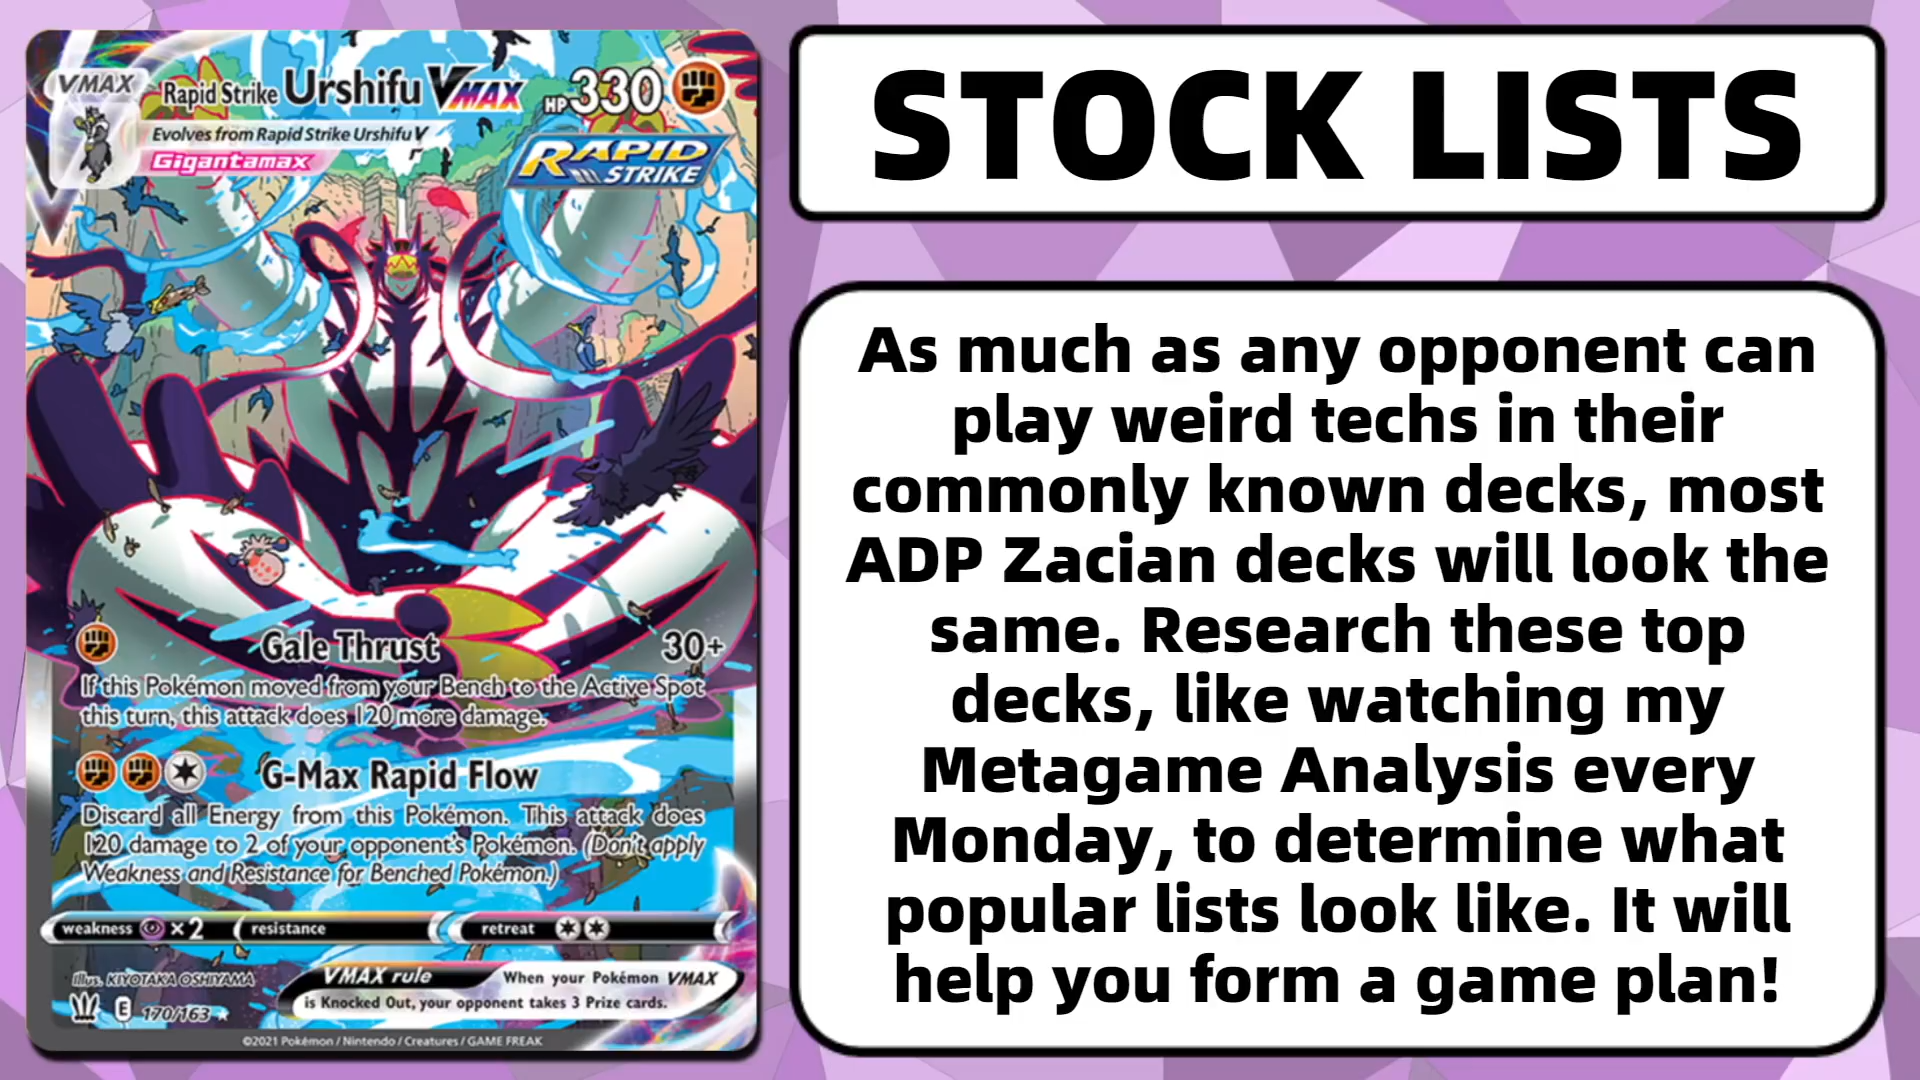 VMAX
Rapid Strike Urshifu VMAX HP 330
Evolves from Rapid Strike Urshifu V
Gigantamax
RAPID
STRIKE
Gale Thrust 30+
If this Pokémon moved from your Bench to the Active Spot
this turn, this attack does 120 more damage.
G-Max Rapid Flow
Discard all Energy from this Pokémon. This attack does
120 damage to 2 of your opponent's Pokémon. (Don't apply
Weakness and Resistance for Benched Pokémon.)
weakness ×2 resistance retreat
Illus. KIYOTAKA OSHIYAMA
VMAX rule When your Pokémon VMAX
is Knocked Out, your opponent takes 3 Prize cards.
E 170/163
©2021 Pokémon / Nintendo / Creatures / GAME FREAK
STOCK LISTS
As much as any opponent can
play weird techs in their
commonly known decks, most
ADP Zacian decks will look the
same. Research these top
decks, like watching my
Metagame Analysis every
Monday, to determine what
popular lists look like. It will
help you form a game plan!